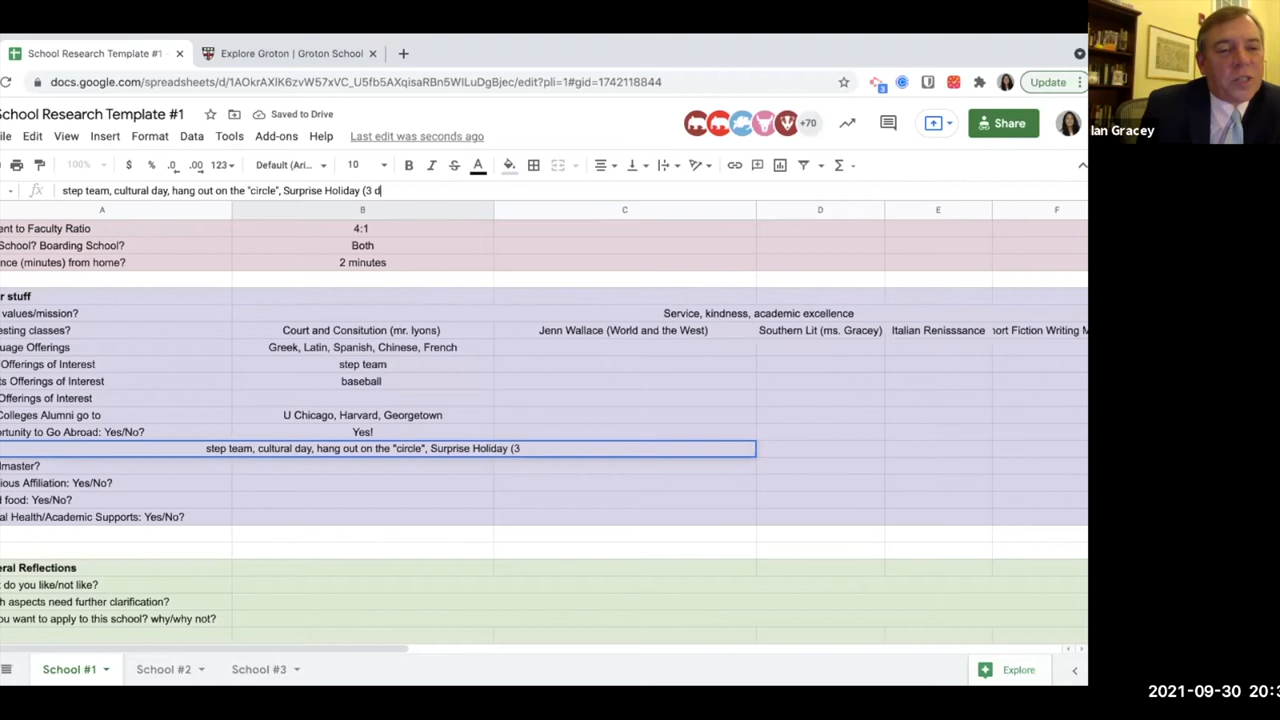 School Research Template #1
Explore Groton | Groton School
docs.google.com/spreadsheets/d/1AOkrAXIK6zvW57xVC_U5fb5AXqisaRBn5WlLuDgBjec/edit?pli=1#gid=1742118844
Update
School Research Template #1
Saved to Drive
ile Edit View Insert Format Data Tools Add-ons Help Last edit was seconds ago
3
+70
Share
Ian Gracey
100% $ % .0 .00 123 Default (Ari... 10 B I S A
fx step team, cultural day, hang out on the "circle", Surprise Holiday (3 d
A B C D E F
ent to Faculty Ratio 4:1
School? Boarding School? Both
nce (minutes) from home? 2 minutes
r stuff
values/mission? Service, kindness, academic excellence
esting classes? Court and Consitution (mr. lyons) Jenn Wallace (World and the West) Southern Lit (ms. Gracey) Italian Renisssance ort Fiction Writing M
uage Offerings Greek, Latin, Spanish, Chinese, French
Offerings of Interest step team
ts Offerings of Interest baseball
Offerings of Interest
Colleges Alumni go to U Chicago, Harvard, Georgetown
ortunity to Go Abroad: Yes/No? Yes!
step team, cultural day, hang out on the "circle", Surprise Holiday (3
lmaster?
ious Affiliation: Yes/No?
d food: Yes/No?
al Health/Academic Supports: Yes/No?
eral Reflections
t do you like/not like?
h aspects need further clarification?
ou want to apply to this school? why/why not?
School #1 School #2 School #3 Explore
2021-09-30 20:3